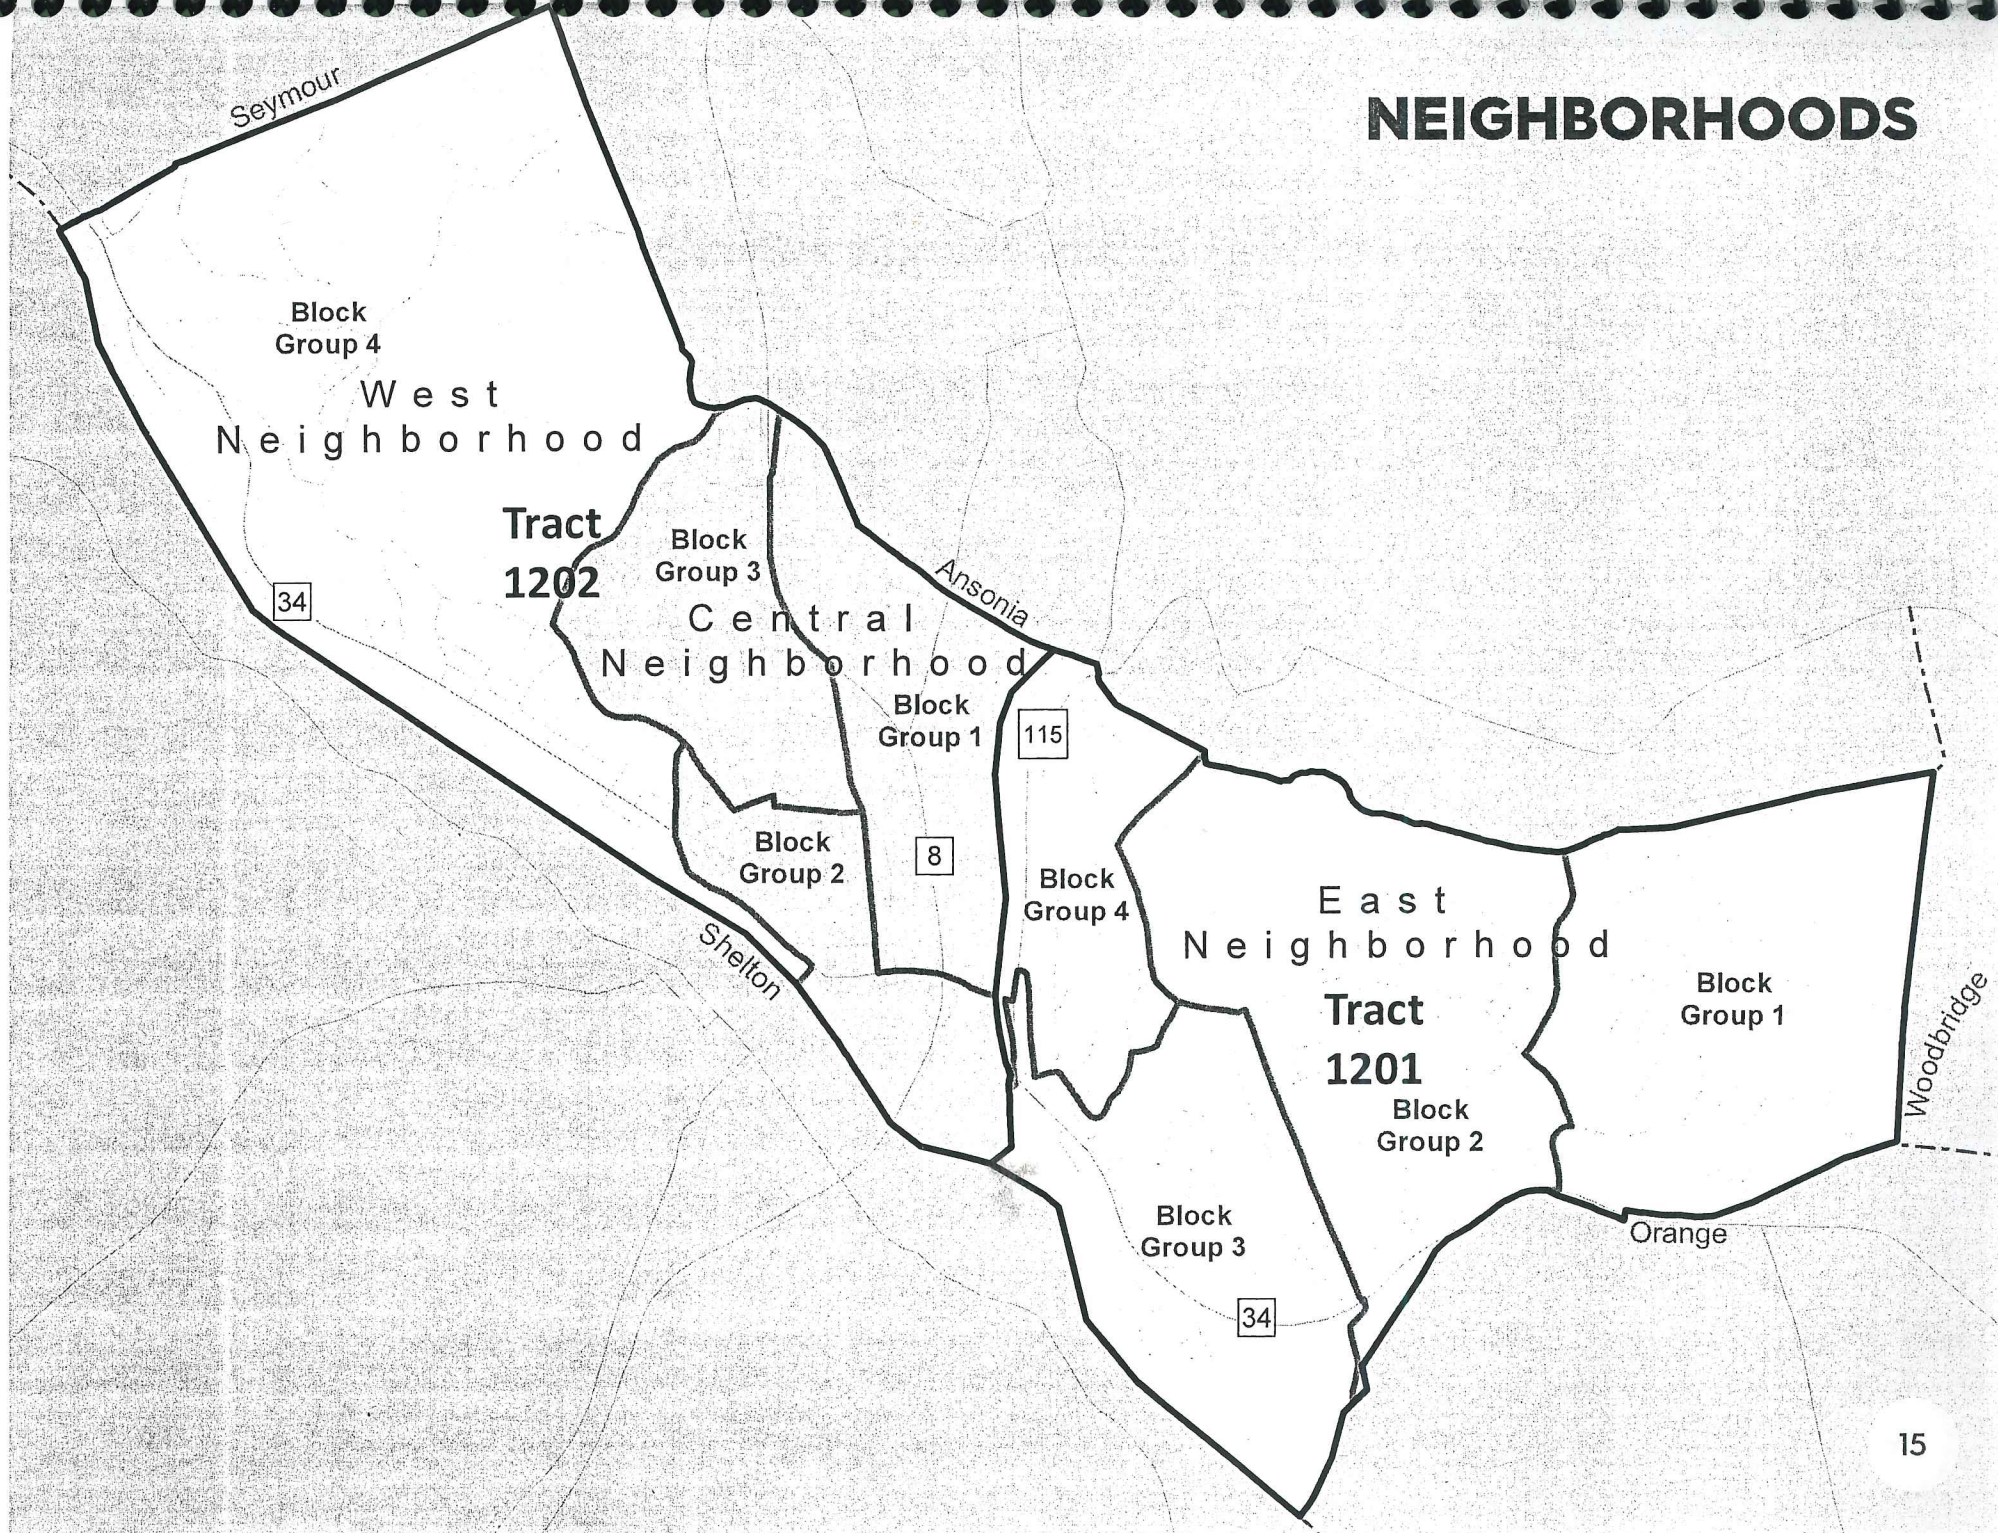 NEIGHBORHOODS
Seymour
Block
Group 4
West
Neighborhood
Tract
1202
34
Block
Group 3
Central
Neighborhood
Ansonia
Block
Group 1
115
8
Block
Group 2
Shelton
Block
Group 4
East
Neighborhood
Tract
1201
Block
Group 2
Block
Group 1
Woodbridge
Orange
Block
Group 3
34
15